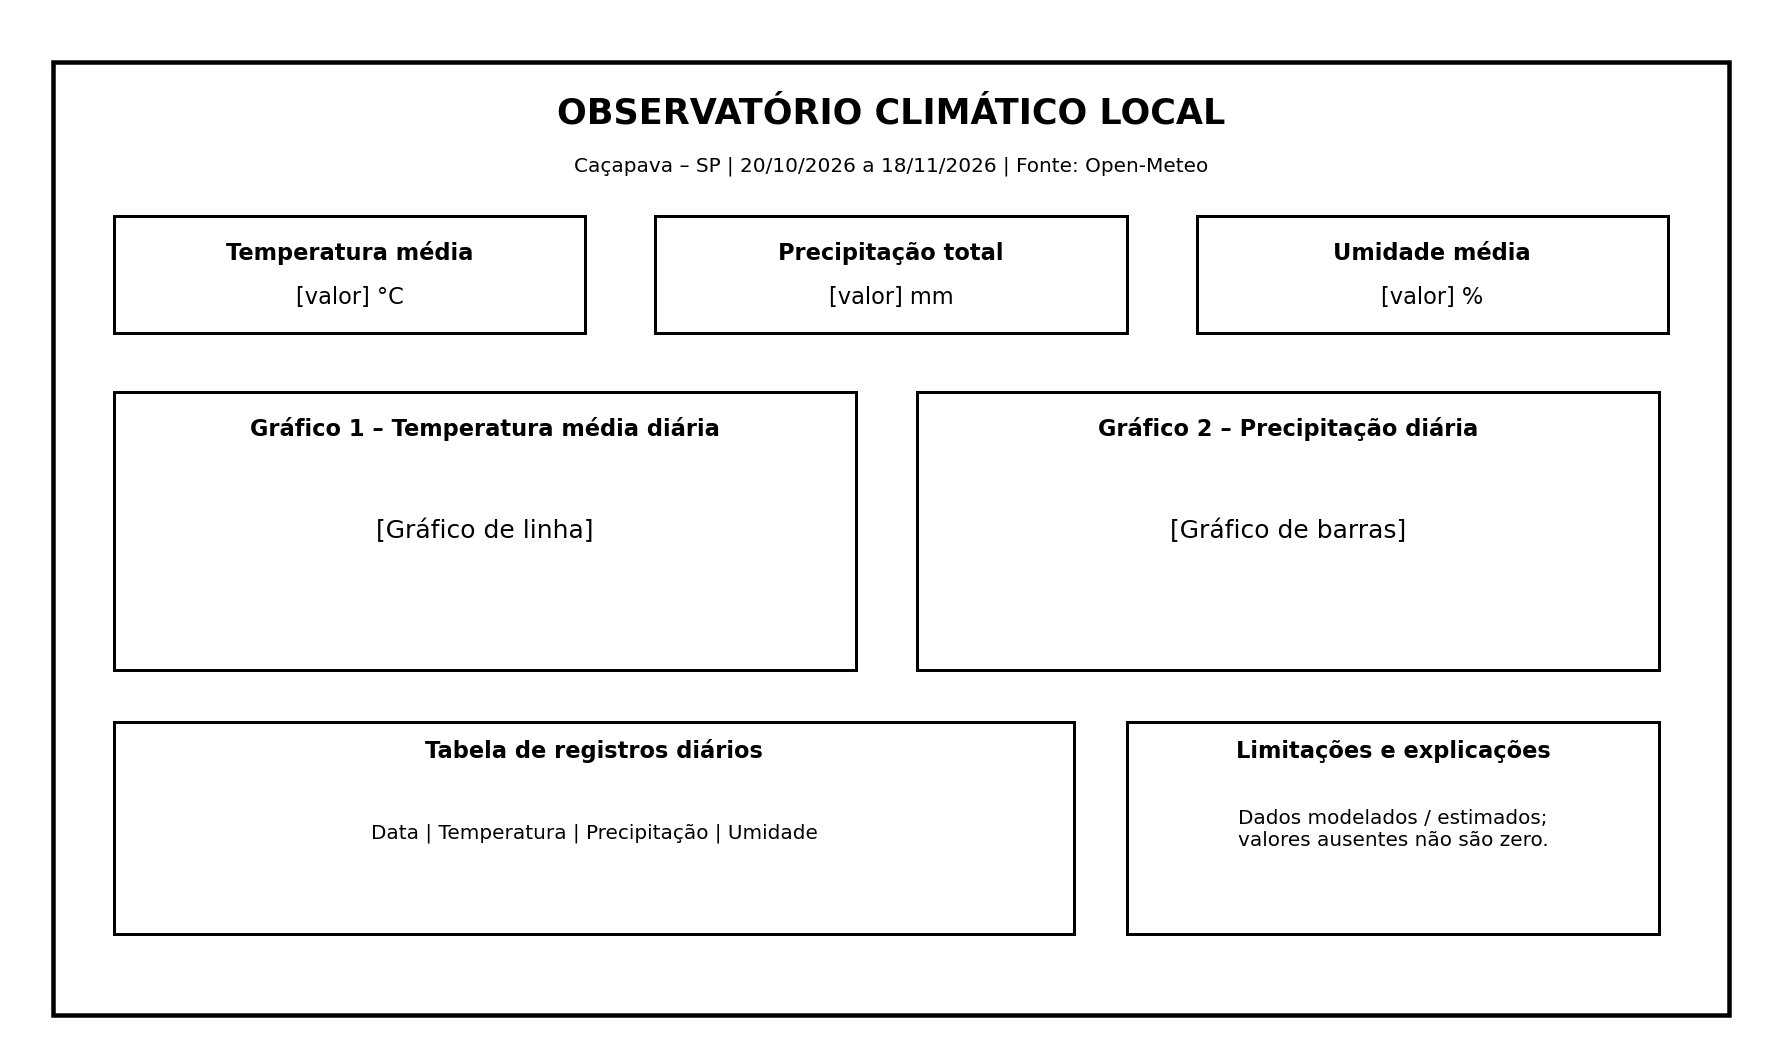 OBSERVATÓRIO CLIMÁTICO LOCAL
Caçapava – SP | 20/10/2026 a 18/11/2026 | Fonte: Open-Meteo
Temperatura média
[valor] °C
Precipitação total
[valor] mm
Umidade média
[valor] %
Gráfico 1 – Temperatura média diária
[Gráfico de linha]
Gráfico 2 – Precipitação diária
[Gráfico de barras]
Tabela de registros diários
Data | Temperatura | Precipitação | Umidade
Limitações e explicações
Dados modelados / estimados;
valores ausentes não são zero.